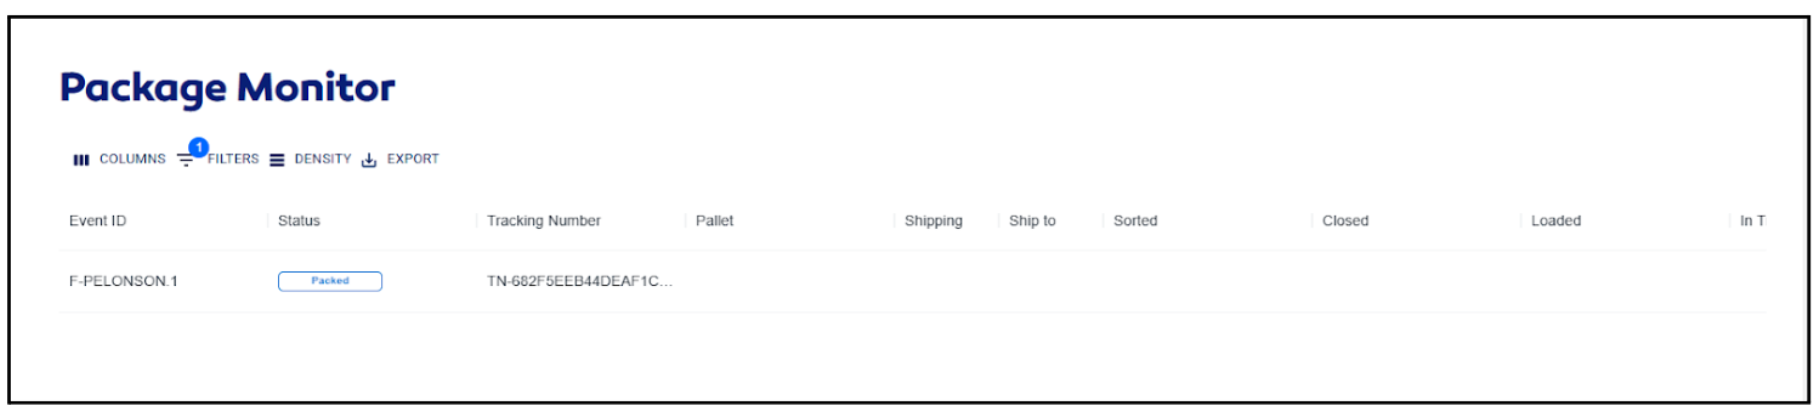 Package Monitor
COLUMNS 1 FILTERS DENSITY EXPORT
Event ID Status Tracking Number Pallet Shipping Ship to Sorted Closed Loaded In T
F-PELONSON.1 Packed TN-682F5EEB44DEAF1C...